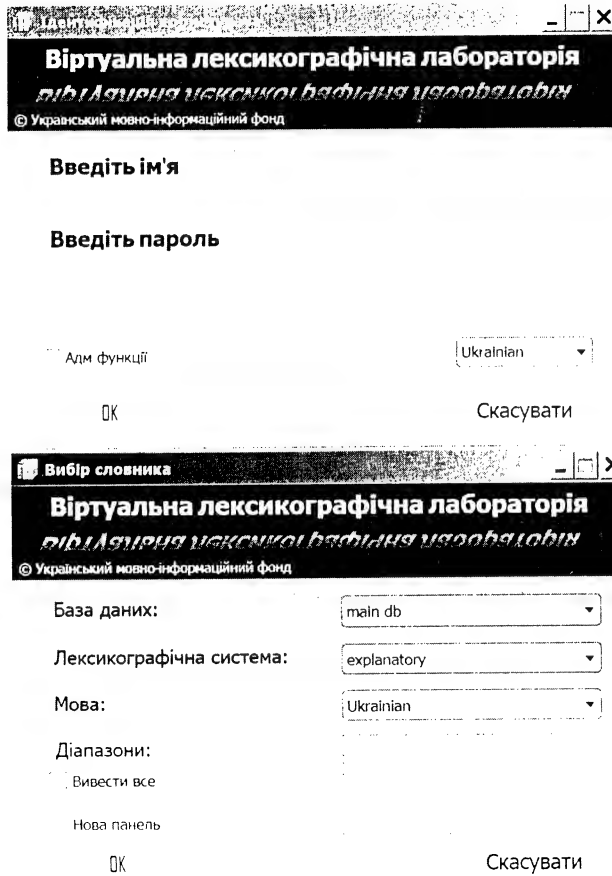 Віртуальна лексикографічна лабораторія
© Український мовно-інформаційний фонд
Введіть ім'я
Введіть пароль
Адм функції
Ukrainian
OK
Скасувати
Вибір словника
Віртуальна лексикографічна лабораторія
© Український мовно-інформаційний фонд
База даних:
main db
Лексикографічна система:
explanatory
Мова:
Ukrainian
Діапазони:
Вивести все
Нова панель
OK
Скасувати